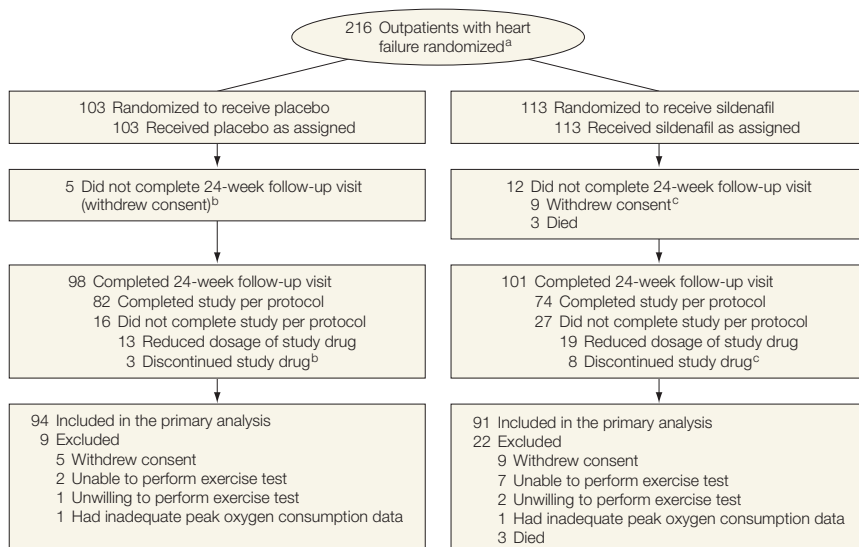 216 Outpatients with heart
failure randomizedᵃ
103 Randomized to receive placebo
103 Received placebo as assigned
113 Randomized to receive sildenafil
113 Received sildenafil as assigned
5 Did not complete 24-week follow-up visit
(withdrew consent)ᵇ
12 Did not complete 24-week follow-up visit
9 Withdrew consentᶜ
3 Died
98 Completed 24-week follow-up visit
82 Completed study per protocol
16 Did not complete study per protocol
13 Reduced dosage of study drug
3 Discontinued study drugᵇ
101 Completed 24-week follow-up visit
74 Completed study per protocol
27 Did not complete study per protocol
19 Reduced dosage of study drug
8 Discontinued study drugᶜ
94 Included in the primary analysis
9 Excluded
5 Withdrew consent
2 Unable to perform exercise test
1 Unwilling to perform exercise test
1 Had inadequate peak oxygen consumption data
91 Included in the primary analysis
22 Excluded
9 Withdrew consent
7 Unable to perform exercise test
2 Unwilling to perform exercise test
1 Had inadequate peak oxygen consumption data
3 Died